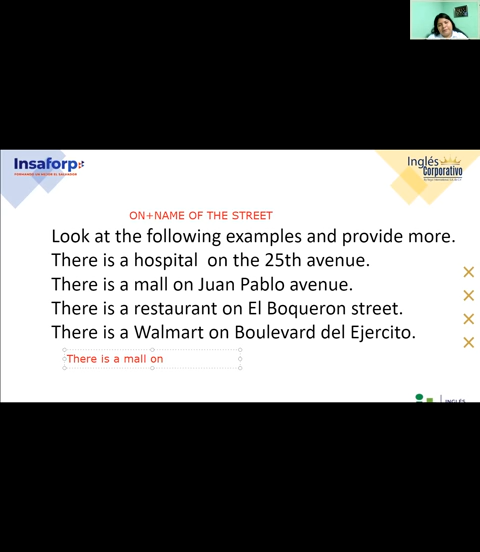 Insaforp
Inglés
Corporativo
ON+NAME OF THE STREET
Look at the following examples and provide more.
There is a hospital on the 25th avenue.
There is a mall on Juan Pablo avenue.
There is a restaurant on El Boqueron street.
There is a Walmart on Boulevard del Ejercito.
There is a mall on